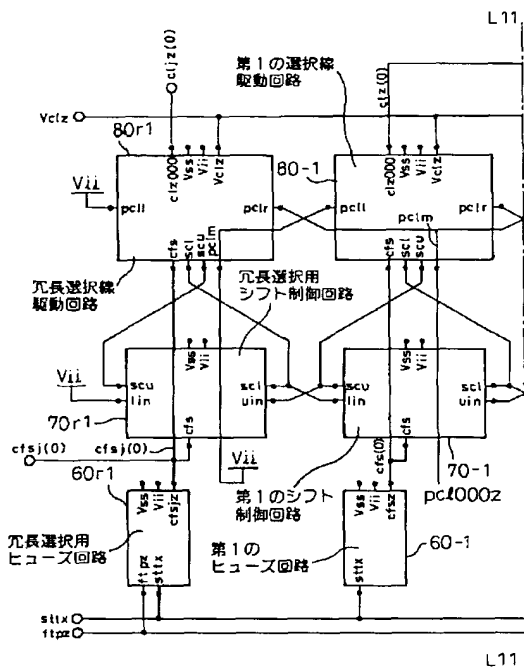 L11
cljz(0)
clz(0)
第1の選択線
駆動回路
Vclz
80r1
80-1
clz000
Vss
Vii
Vclz
clz000
Vss
Vii
Vclz
Vii
pcll
pclr
pcll
pclr
pclm
cfs
scl
scu
pclm
cfs
scl
scu
冗長選択線
駆動回路
冗長選択用
シフト制御回路
Vss
Vii
Vss
Vii
Vii
scu
lin
scl
uin
scu
lin
scl
uin
cfs
cfs
70r1
70-1
cfsj(0)
cfsj(0)
cfs(0)
Vii
pcl000z
60r1
第1のシフト
制御回路
Vss
Vii
cfsjz
Vss
Vii
cfsz
冗長選択用
ヒューズ回路
第1の
ヒューズ回路
60-1
ftpz
sttx
sttx
sttx
ftpz
L11